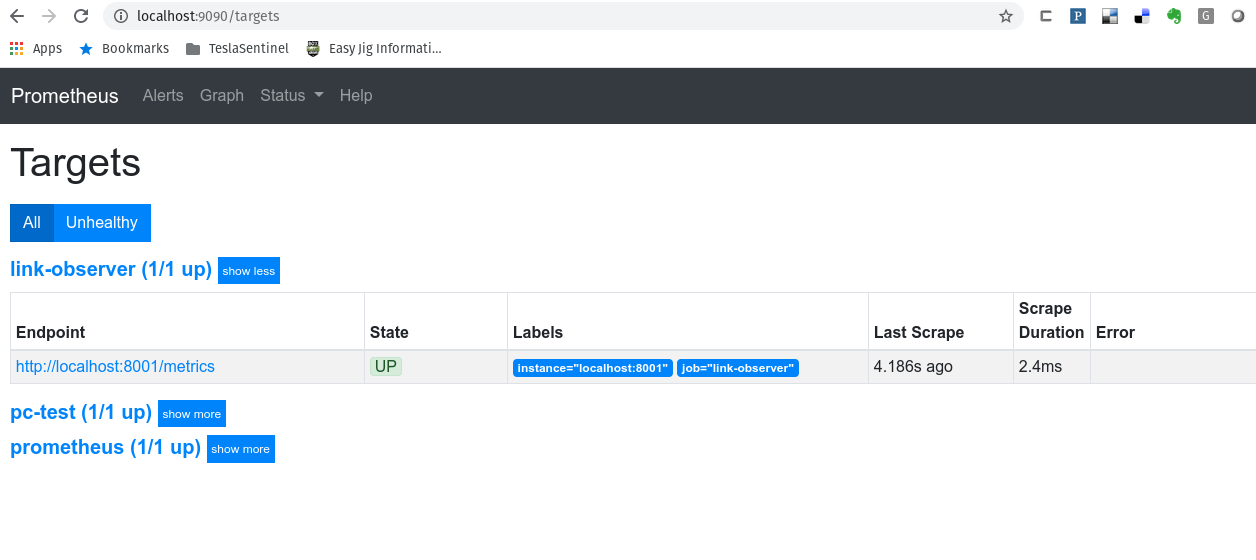 localhost:9090/targets
Apps Bookmarks TeslaSentinel Easy Jig Informati...
Prometheus Alerts Graph Status Help
Targets
All Unhealthy
link-observer (1/1 up) show less
Endpoint State Labels Last Scrape Scrape Duration Error
http://localhost:8001/metrics UP instance="localhost:8001" job="link-observer" 4.186s ago 2.4ms
pc-test (1/1 up) show more
prometheus (1/1 up) show more